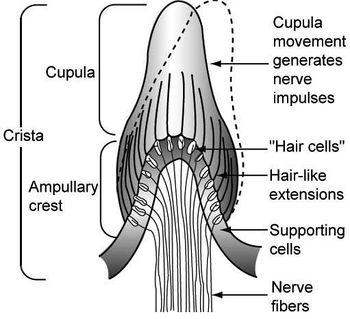 Cupula
movement
generates
nerve
impulses
Cupula
Crista
"Hair cells"
Ampullary
crest
Hair-like
extensions
Supporting
cells
Nerve
fibers